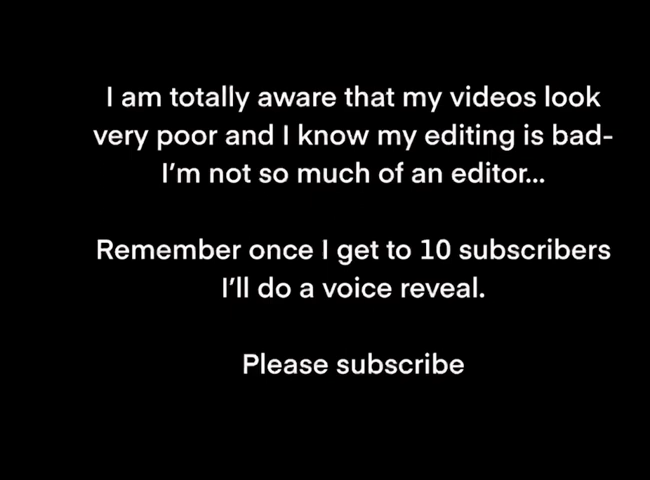 I am totally aware that my videos look
very poor and I know my editing is bad-
I'm not so much of an editor...
Remember once I get to 10 subscribers
I'll do a voice reveal.
Please subscribe